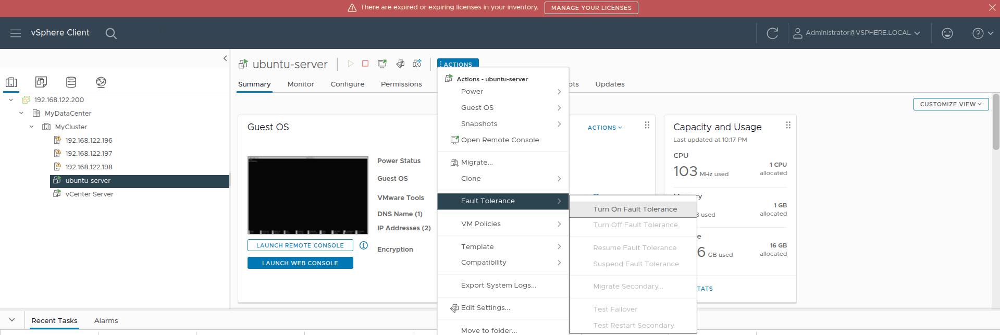 There are expired or expiring licenses in your inventory. MANAGE YOUR LICENSES
vSphere Client
Administrator@VSPHERE.LOCAL
ubuntu-server
ACTIONS
Summary Monitor Configure Permissions ots Updates
192.168.122.200
MyDataCenter
MyCluster
192.168.122.196
192.168.122.197
192.168.122.198
ubuntu-server
vCenter Server
CUSTOMIZE VIEW
Guest OS
Power Status
Guest OS
VMware Tools
DNS Name (1)
IP Addresses (2)
Encryption
LAUNCH REMOTE CONSOLE
LAUNCH WEB CONSOLE
Actions - ubuntu-server
Power
Guest OS
Snapshots
Open Remote Console
Migrate...
Clone
Fault Tolerance
VM Policies
Template
Compatibility
Export System Logs...
Edit Settings...
Move to folder...
Turn On Fault Tolerance
Turn Off Fault Tolerance
Resume Fault Tolerance
Suspend Fault Tolerance
Migrate Secondary...
Test Failover
Test Restart Secondary
ACTIONS
Capacity and Usage
Last updated at 10:17 PM
CPU
103 MHz used
1 CPU
allocated
y
used
1 GB
allocated
e
6 GB used
16 GB
allocated
TATS
Recent Tasks Alarms